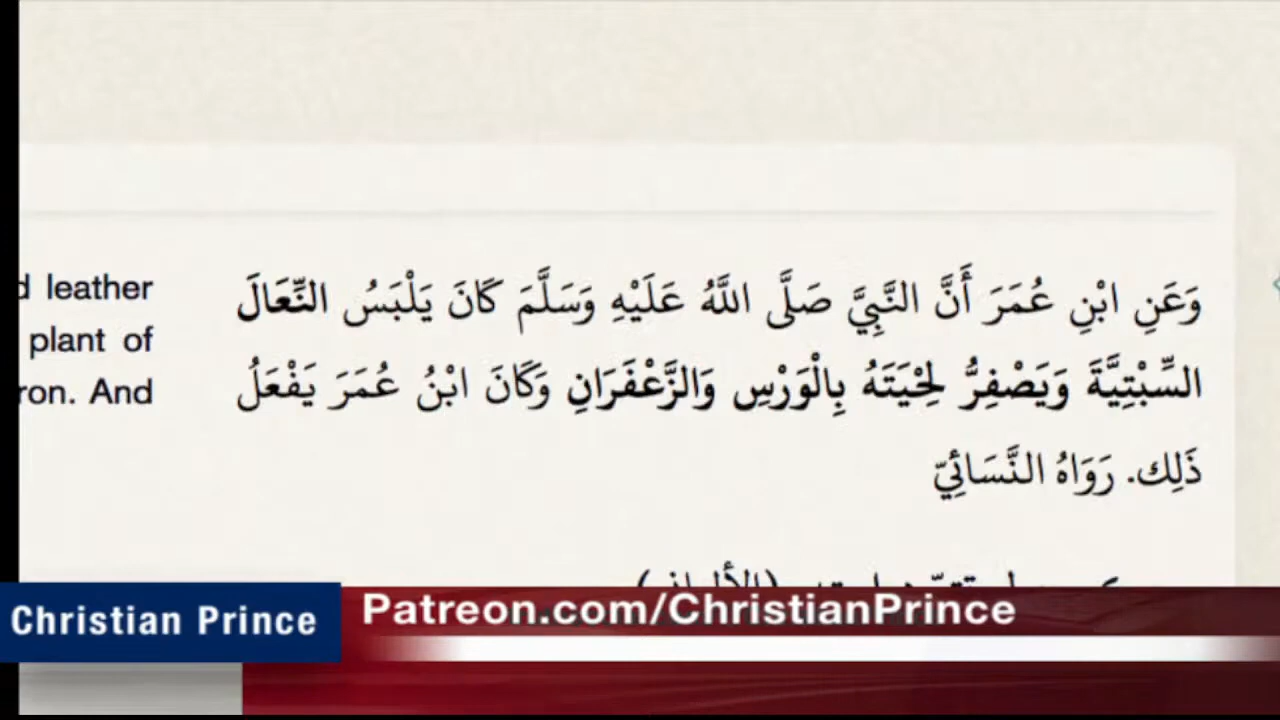 وَعَنِ ابْنِ عُمَرَ أَنَّ النَّبِيَّ صَلَّى اللَّهُ عَلَيْهِ وَسَلَّمَ كَانَ يَلْبَسُ النِّعَالَ
السِّبْتِيَّةَ وَيَصْفِرُّ لِحْيَتَهُ بِالْوَرْسِ وَالزَّعْفَرَانِ وَكَانَ ابْنُ عُمَرَ يَفْعَلُ
ذَلِك. رَوَاهُ النَّسَائِيّ
leather
plant of
And
Christian Prince
Patreon.com/ChristianPrince